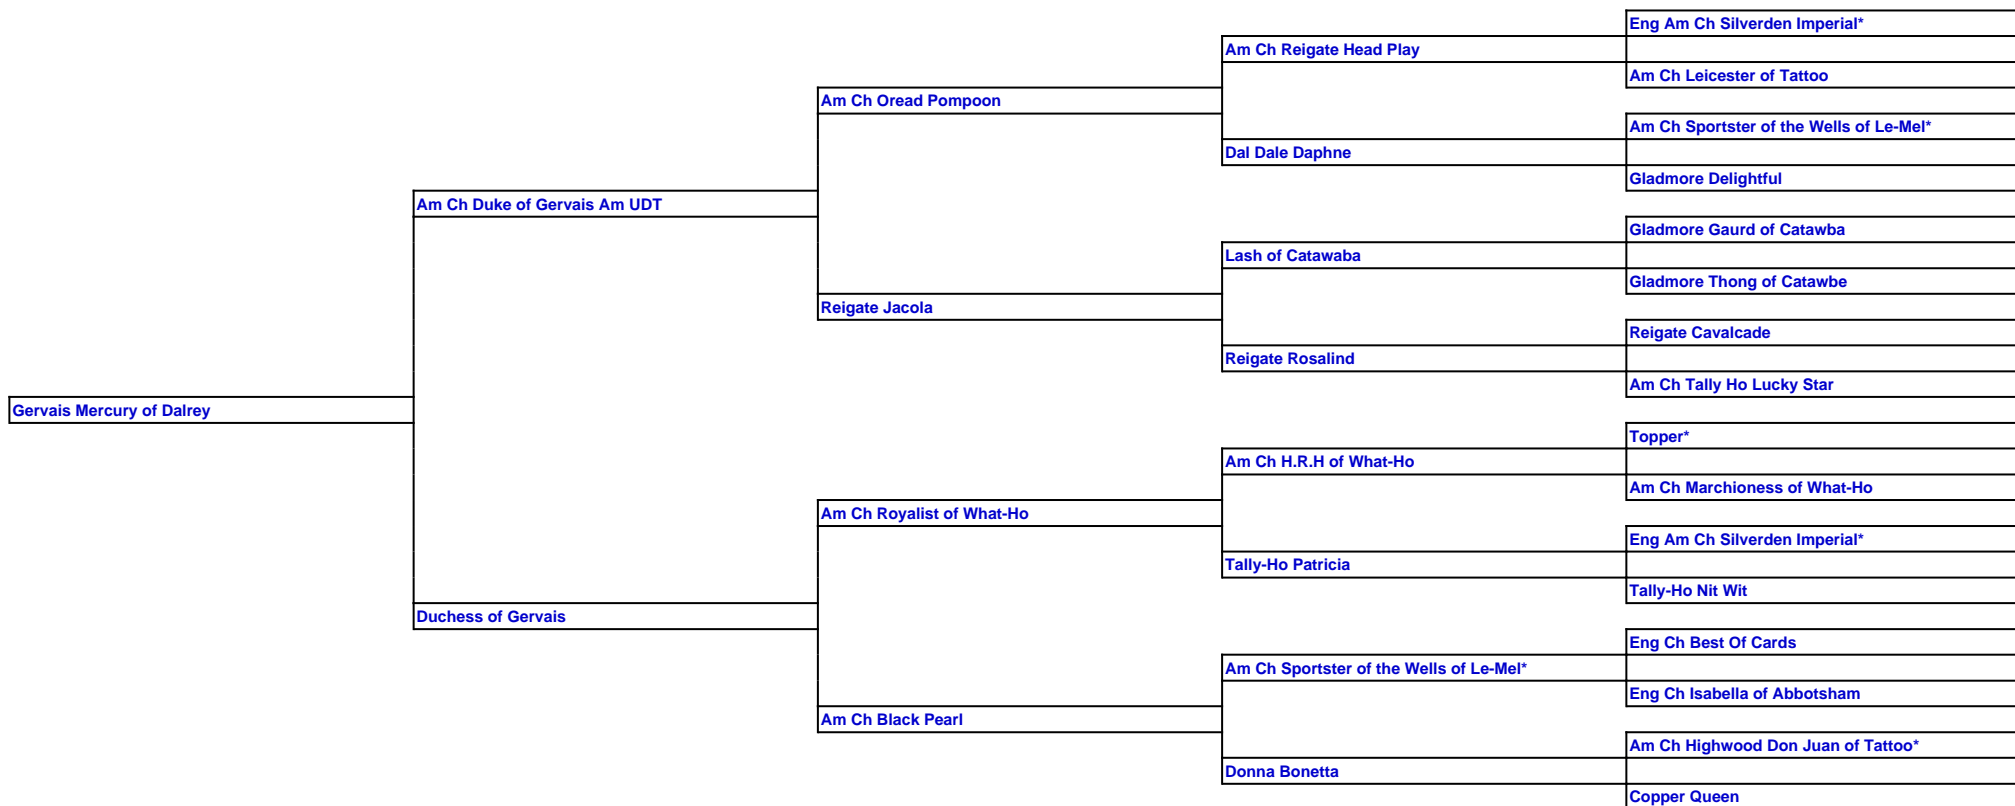 Eng Am Ch Silverden Imperial*
Am Ch Reigate Head Play
Am Ch Leicester of Tattoo
Am Ch Oread Pompoon
Am Ch Sportster of the Wells of Le-Mel*
Dal Dale Daphne
Gladmore Delightful
Am Ch Duke of Gervais Am UDT
Gladmore Gaurd of Catawba
Lash of Catawaba
Gladmore Thong of Catawbe
Reigate Jacola
Reigate Cavalcade
Reigate Rosalind
Am Ch Tally Ho Lucky Star
Gervais Mercury of Dalrey
Topper*
Am Ch H.R.H of What-Ho
Am Ch Marchioness of What-Ho
Am Ch Royalist of What-Ho
Eng Am Ch Silverden Imperial*
Tally-Ho Patricia
Tally-Ho Nit Wit
Duchess of Gervais
Eng Ch Best Of Cards
Am Ch Sportster of the Wells of Le-Mel*
Eng Ch Isabella of Abbotsham
Am Ch Black Pearl
Am Ch Highwood Don Juan of Tattoo*
Donna Bonetta
Copper Queen